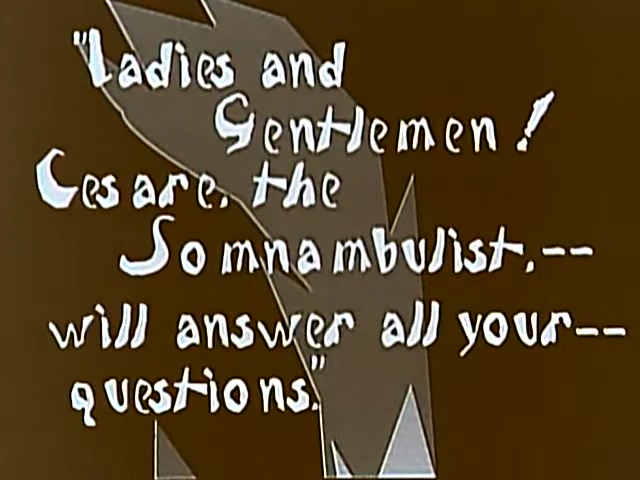 "Ladies and
Gentlemen!
Cesare, the
Somnambulist,--
will answer all your--
questions."